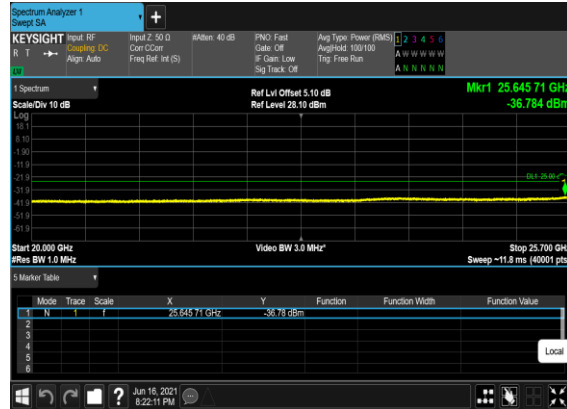 Spectrum Analyzer 1
Swept SA
+
KEYSIGHT
R T
Input: RF
Coupling: DC
Align: Auto
Input Z: 50 Ω
Corr CCorr
Freq Ref: Int (S)
#Atten: 40 dB
PNO: Fast
Gate: Off
IF Gain: Low
Sig Track: Off
Avg Type: Power (RMS)
Avg|Hold: 100/100
Trig: Free Run
1 2 3 4 5 6
A W W W W W
A N N N N N
1 Spectrum
Scale/Div 10 dB
Ref Lvl Offset 5.10 dB
Ref Level 28.10 dBm
Mkr1 25.645 71 GHz
-36.784 dBm
Log
18.1
8.10
-1.90
-11.9
-21.9
-31.9
-41.9
-51.9
-61.9
Start 20.000 GHz
#Res BW 1.0 MHz
Video BW 3.0 MHz*
Stop 25.700 GH
Sweep ~11.8 ms (40001 pts
5 Marker Table
Mode Trace Scale X Y Function Function Width Function Value
1 N 1 f 25.645 71 GHz -36.78 dBm
2
3
4
5
6
Local
?
Jun 16, 2021
8:22:11 PM